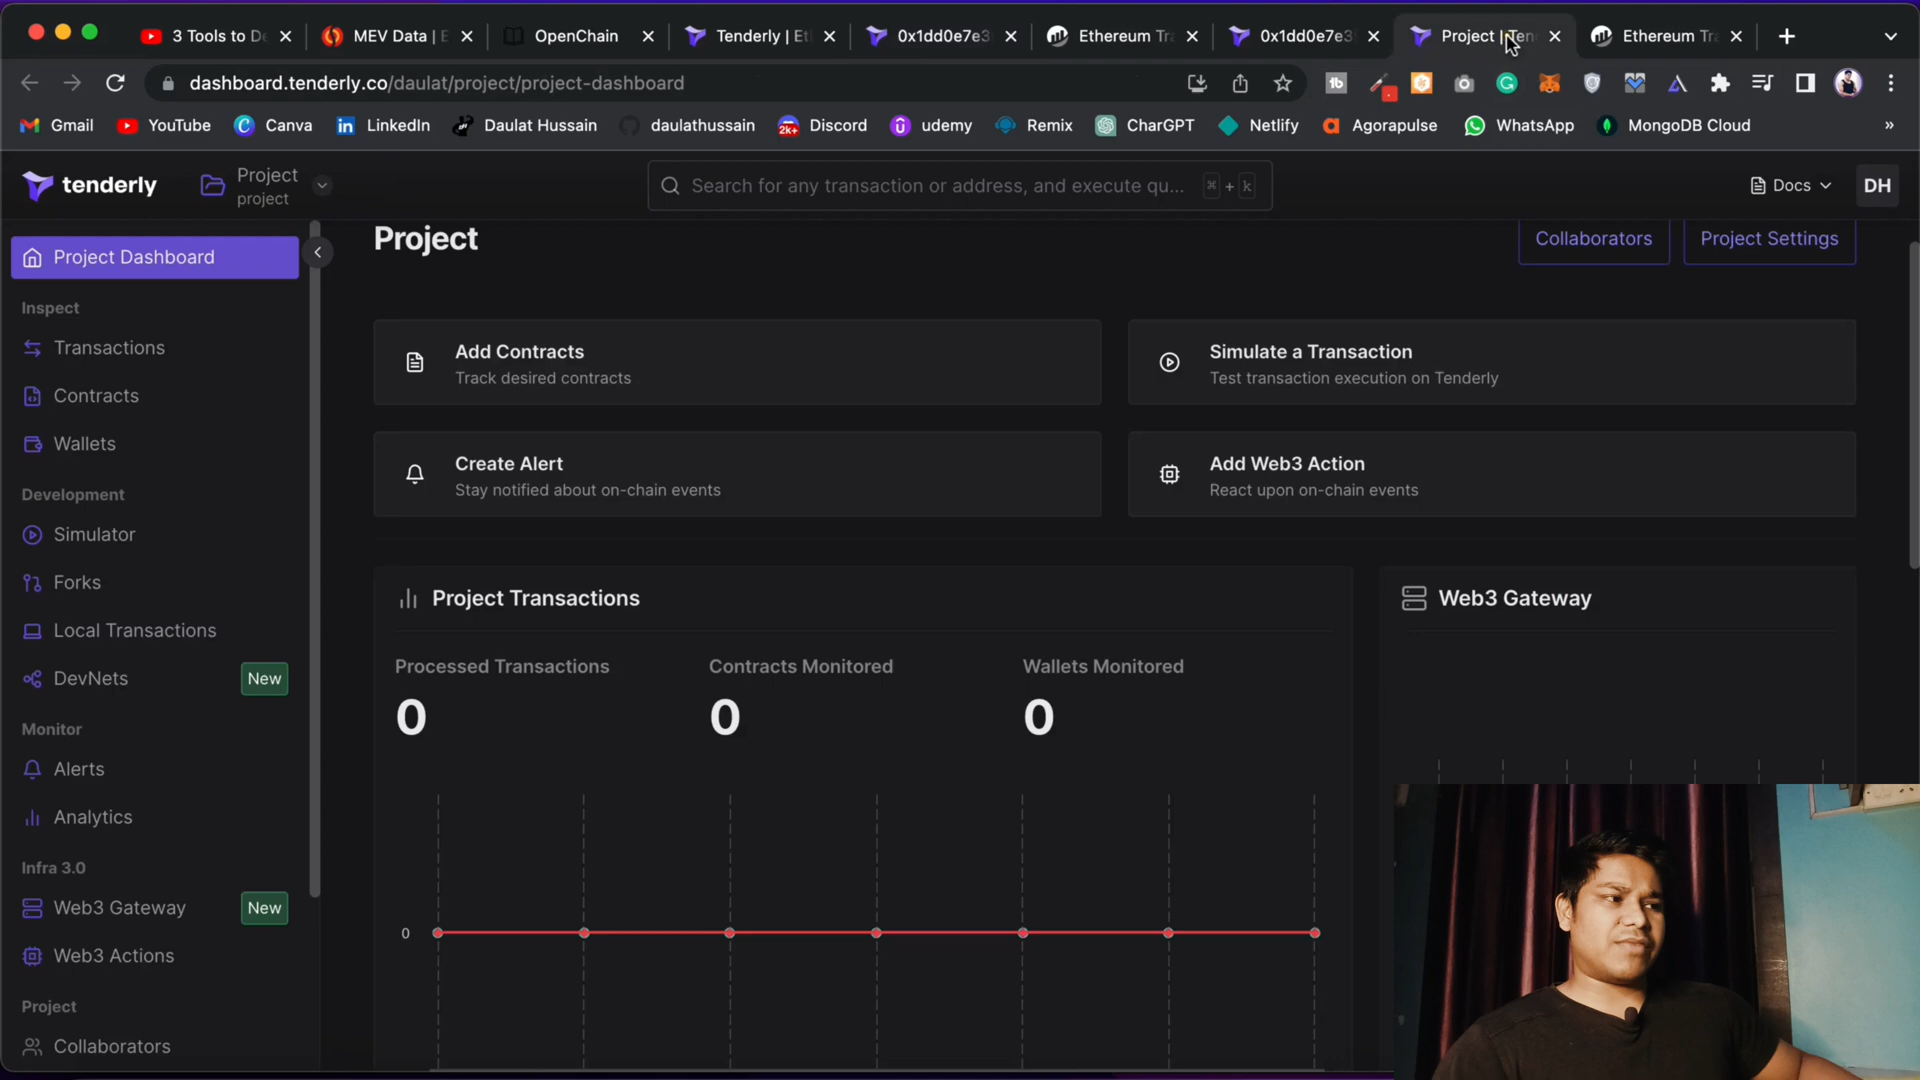 3 Tools to De
MEV Data | E
OpenChain
Tenderly | Et
0x1dd0e7e3
Ethereum Tra
0x1dd0e7e3
Project | Ten
Ethereum Tra
dashboard.tenderly.co/daulat/project/project-dashboard
Gmail
YouTube
Canva
LinkedIn
Daulat Hussain
daulathussain
2k+
Discord
udemy
Remix
CharGPT
Netlify
Agorapulse
WhatsApp
MongoDB Cloud
»
tenderly
Project
project
Search for any transaction or address, and execute qu...
⌘ + k
Docs
DH
Project Dashboard
Inspect
Transactions
Contracts
Wallets
Development
Simulator
Forks
Local Transactions
DevNets
New
Monitor
Alerts
Analytics
Infra 3.0
Web3 Gateway
New
Web3 Actions
Project
Collaborators
Project
Collaborators
Project Settings
Add Contracts
Track desired contracts
Simulate a Transaction
Test transaction execution on Tenderly
Create Alert
Stay notified about on-chain events
Add Web3 Action
React upon on-chain events
Project Transactions
Processed Transactions
Contracts Monitored
Wallets Monitored
0
0
0
0
Web3 Gateway